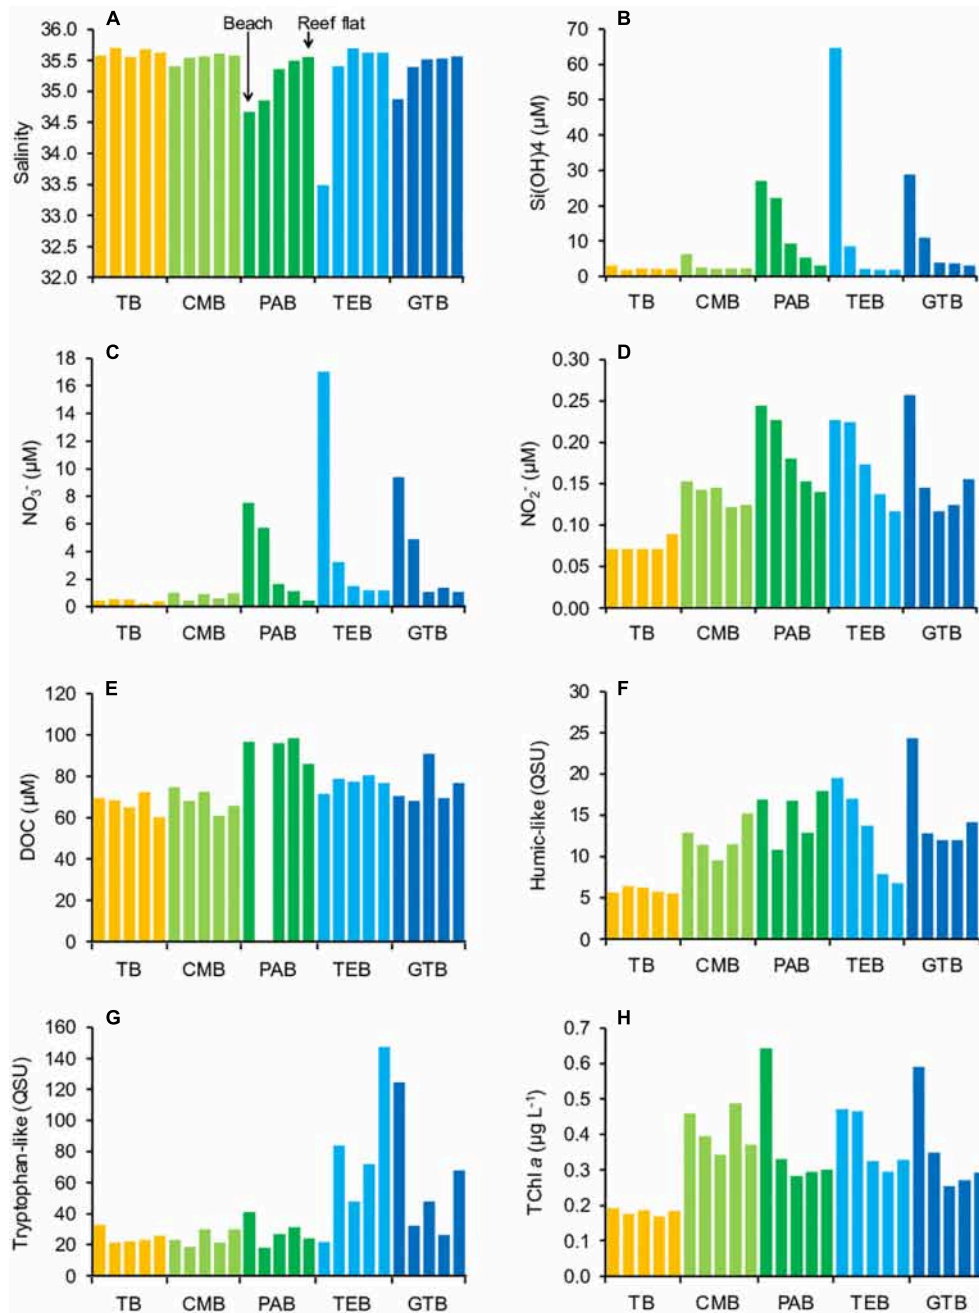 A
Beach
Reef flat
36.0
35.5
35.0
34.5
34.0
33.5
33.0
32.5
32.0
Salinity
TB CMB PAB TEB GTB
B
70
60
50
40
30
20
10
0
Si(OH)4 (µM)
TB CMB PAB TEB GTB
C
18
16
14
12
10
8
6
4
2
0
NO₃⁻ (µM)
TB CMB PAB TEB GTB
D
0.30
0.25
0.20
0.15
0.10
0.05
0.00
NO₂⁻ (µM)
TB CMB PAB TEB GTB
E
120
100
80
60
40
20
0
DOC (µM)
TB CMB PAB TEB GTB
F
30
25
20
15
10
5
0
Humic-like (QSU)
TB CMB PAB TEB GTB
G
160
140
120
100
80
60
40
20
0
Tryptophan-like (QSU)
TB CMB PAB TEB GTB
H
0.7
0.6
0.5
0.4
0.3
0.2
0.1
0.0
TChl a (µg L⁻¹)
TB CMB PAB TEB GTB